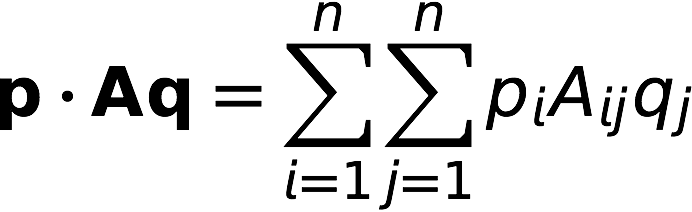 p · Aq = ∑_{i=1}^{n} ∑_{j=1}^{n} p_i A_{ij} q_j